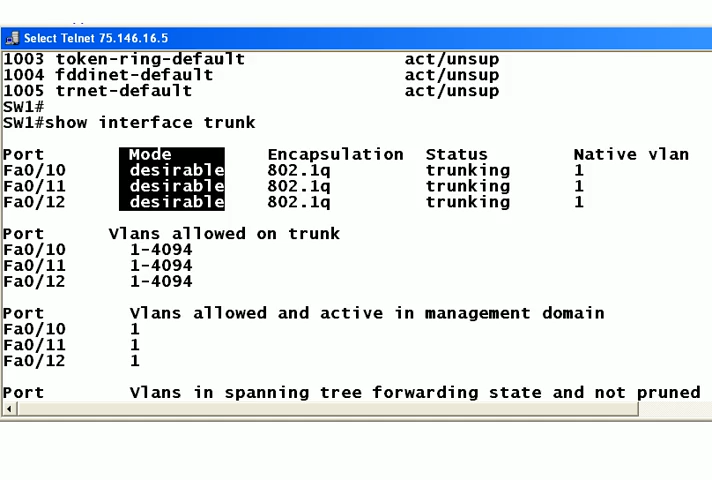 Select Telnet 75.146.16.5
1003 token-ring-default act/unsup
1004 fddinet-default act/unsup
1005 trnet-default act/unsup
SW1#
SW1#show interface trunk
Port Mode Encapsulation Status Native vlan
Fa0/10 desirable 802.1q trunking 1
Fa0/11 desirable 802.1q trunking 1
Fa0/12 desirable 802.1q trunking 1
Port Vlans allowed on trunk
Fa0/10 1-4094
Fa0/11 1-4094
Fa0/12 1-4094
Port Vlans allowed and active in management domain
Fa0/10 1
Fa0/11 1
Fa0/12 1
Port Vlans in spanning tree forwarding state and not pruned